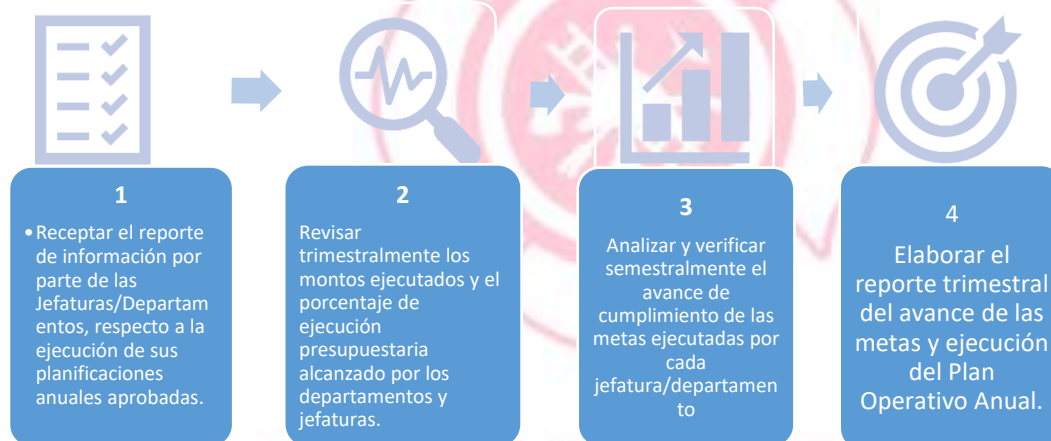 1
•Receptar el reporte
de información por
parte de las
Jefaturas/Departam
entos, respecto a la
ejecución de sus
planificaciones
anuales aprobadas.
2
Revisar
trimestralmente los
montos ejecutados y el
porcentaje de
ejecución
presupuestaria
alcanzado por los
departamentos y
jefaturas.
3
Analizar y verificar
semestralmente el
avance de
cumplimiento de las
metas ejecutadas por
cada
jefatura/departamen
to
4
Elaborar el
reporte trimestral
del avance de las
metas y ejecución
del Plan
Operativo Anual.